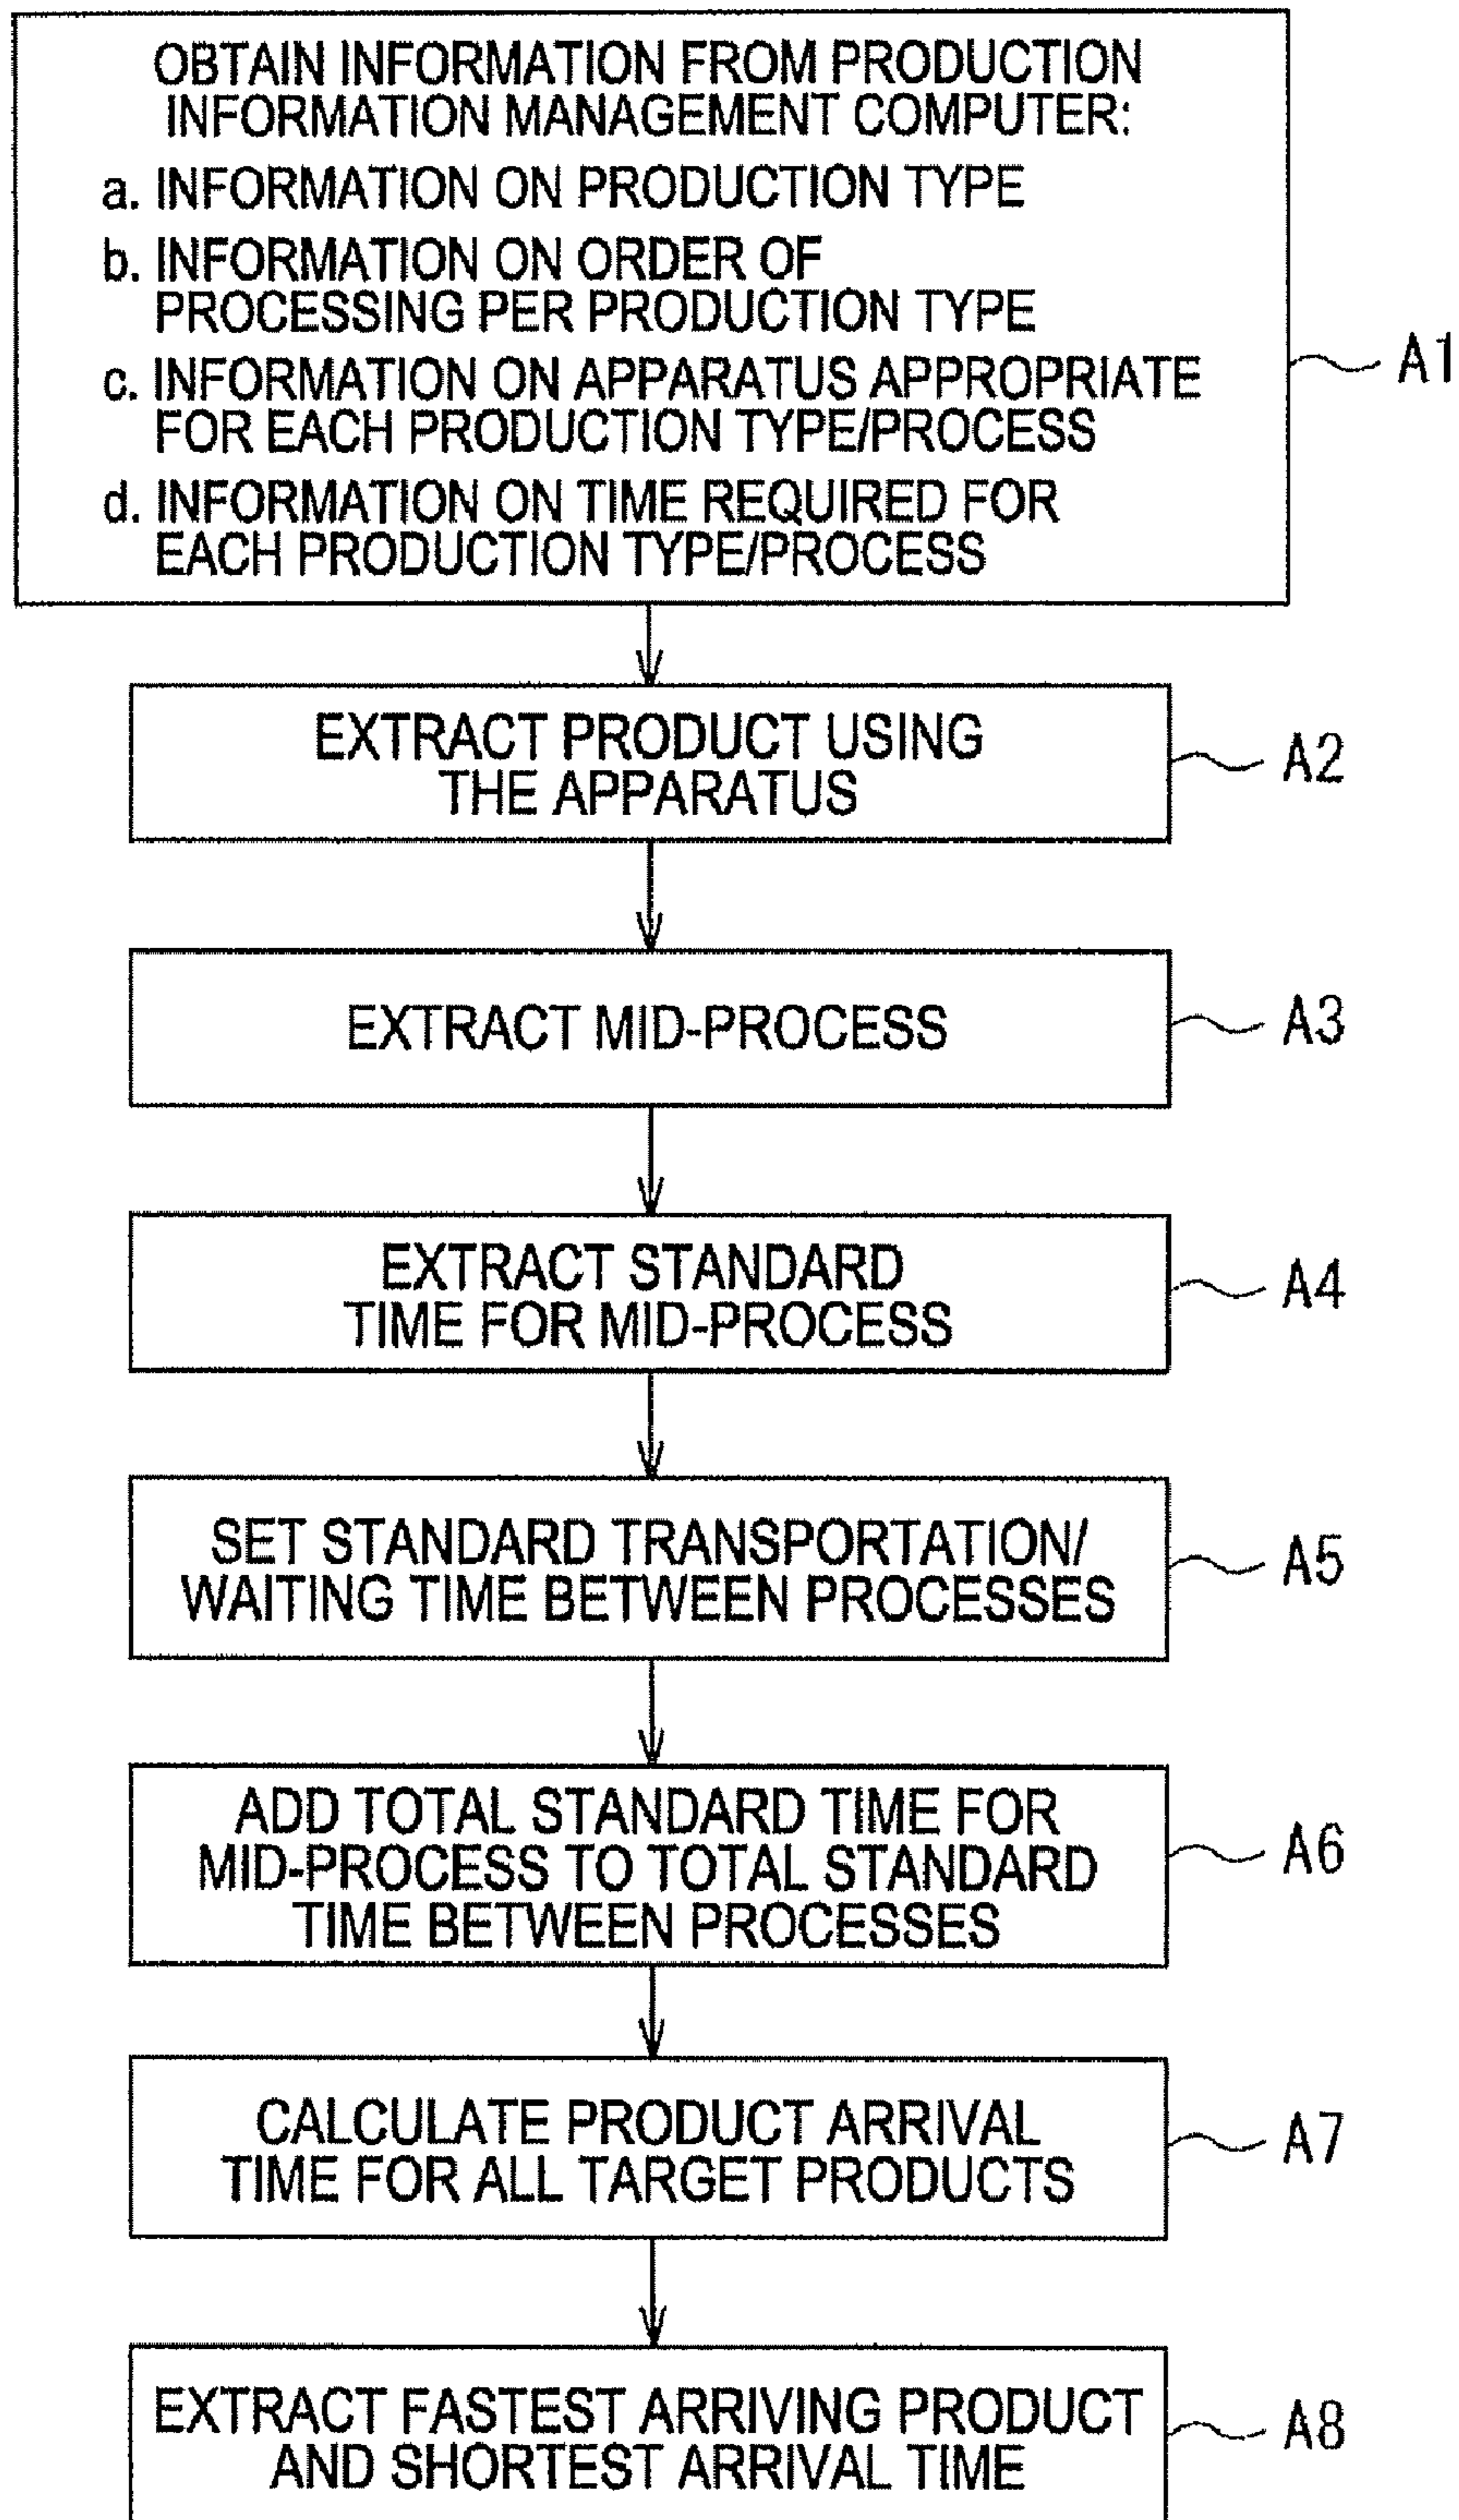 OBTAIN INFORMATION FROM PRODUCTION
INFORMATION MANAGEMENT COMPUTER:
a. INFORMATION ON PRODUCTION TYPE
b. INFORMATION ON ORDER OF
PROCESSING PER PRODUCTION TYPE
c. INFORMATION ON APPARATUS APPROPRIATE
FOR EACH PRODUCTION TYPE/PROCESS
d. INFORMATION ON TIME REQUIRED FOR
EACH PRODUCTION TYPE/PROCESS
A1
EXTRACT PRODUCT USING
THE APPARATUS
A2
EXTRACT MID-PROCESS
A3
EXTRACT STANDARD
TIME FOR MID-PROCESS
A4
SET STANDARD TRANSPORTATION/
WAITING TIME BETWEEN PROCESSES
A5
ADD TOTAL STANDARD TIME FOR
MID-PROCESS TO TOTAL STANDARD
TIME BETWEEN PROCESSES
A6
CALCULATE PRODUCT ARRIVAL
TIME FOR ALL TARGET PRODUCTS
A7
EXTRACT FASTEST ARRIVING PRODUCT
AND SHORTEST ARRIVAL TIME
A8